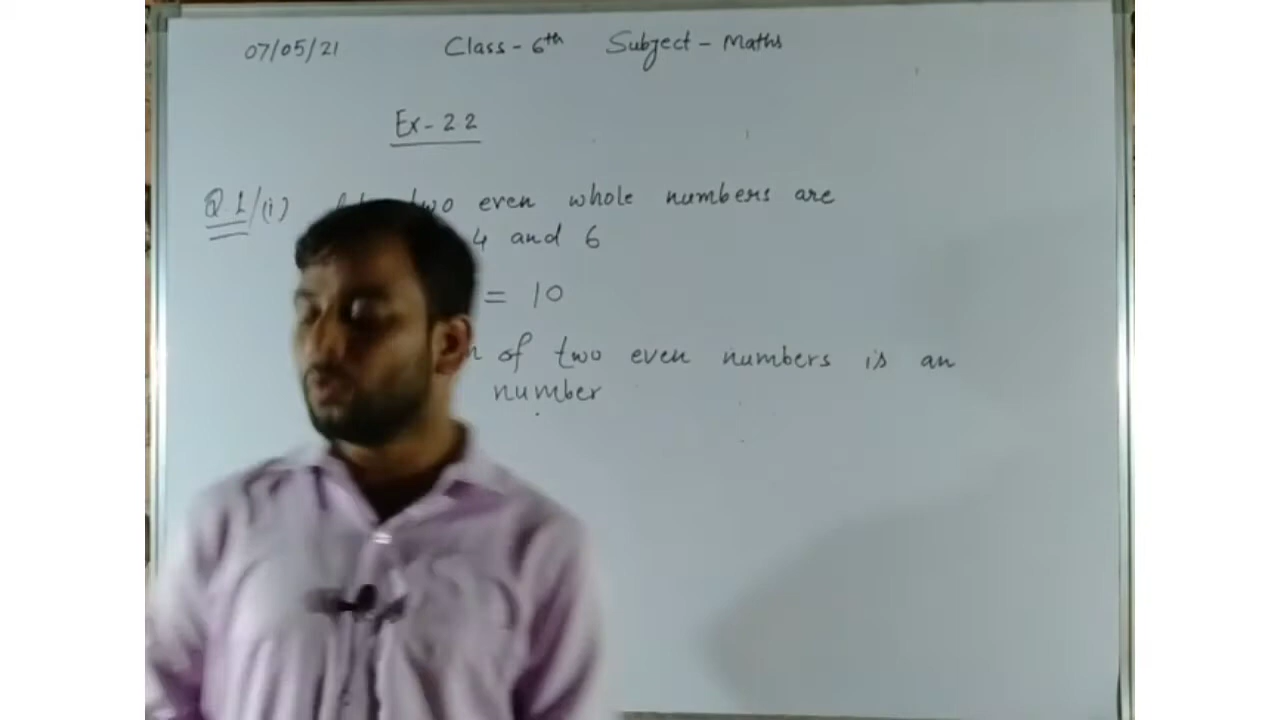 07/05/21 Class - 6th Subject - Maths
Ex - 2 2
Q 1 /(i) two even whole numbers are
4 and 6
= 10
of two even numbers is an
number